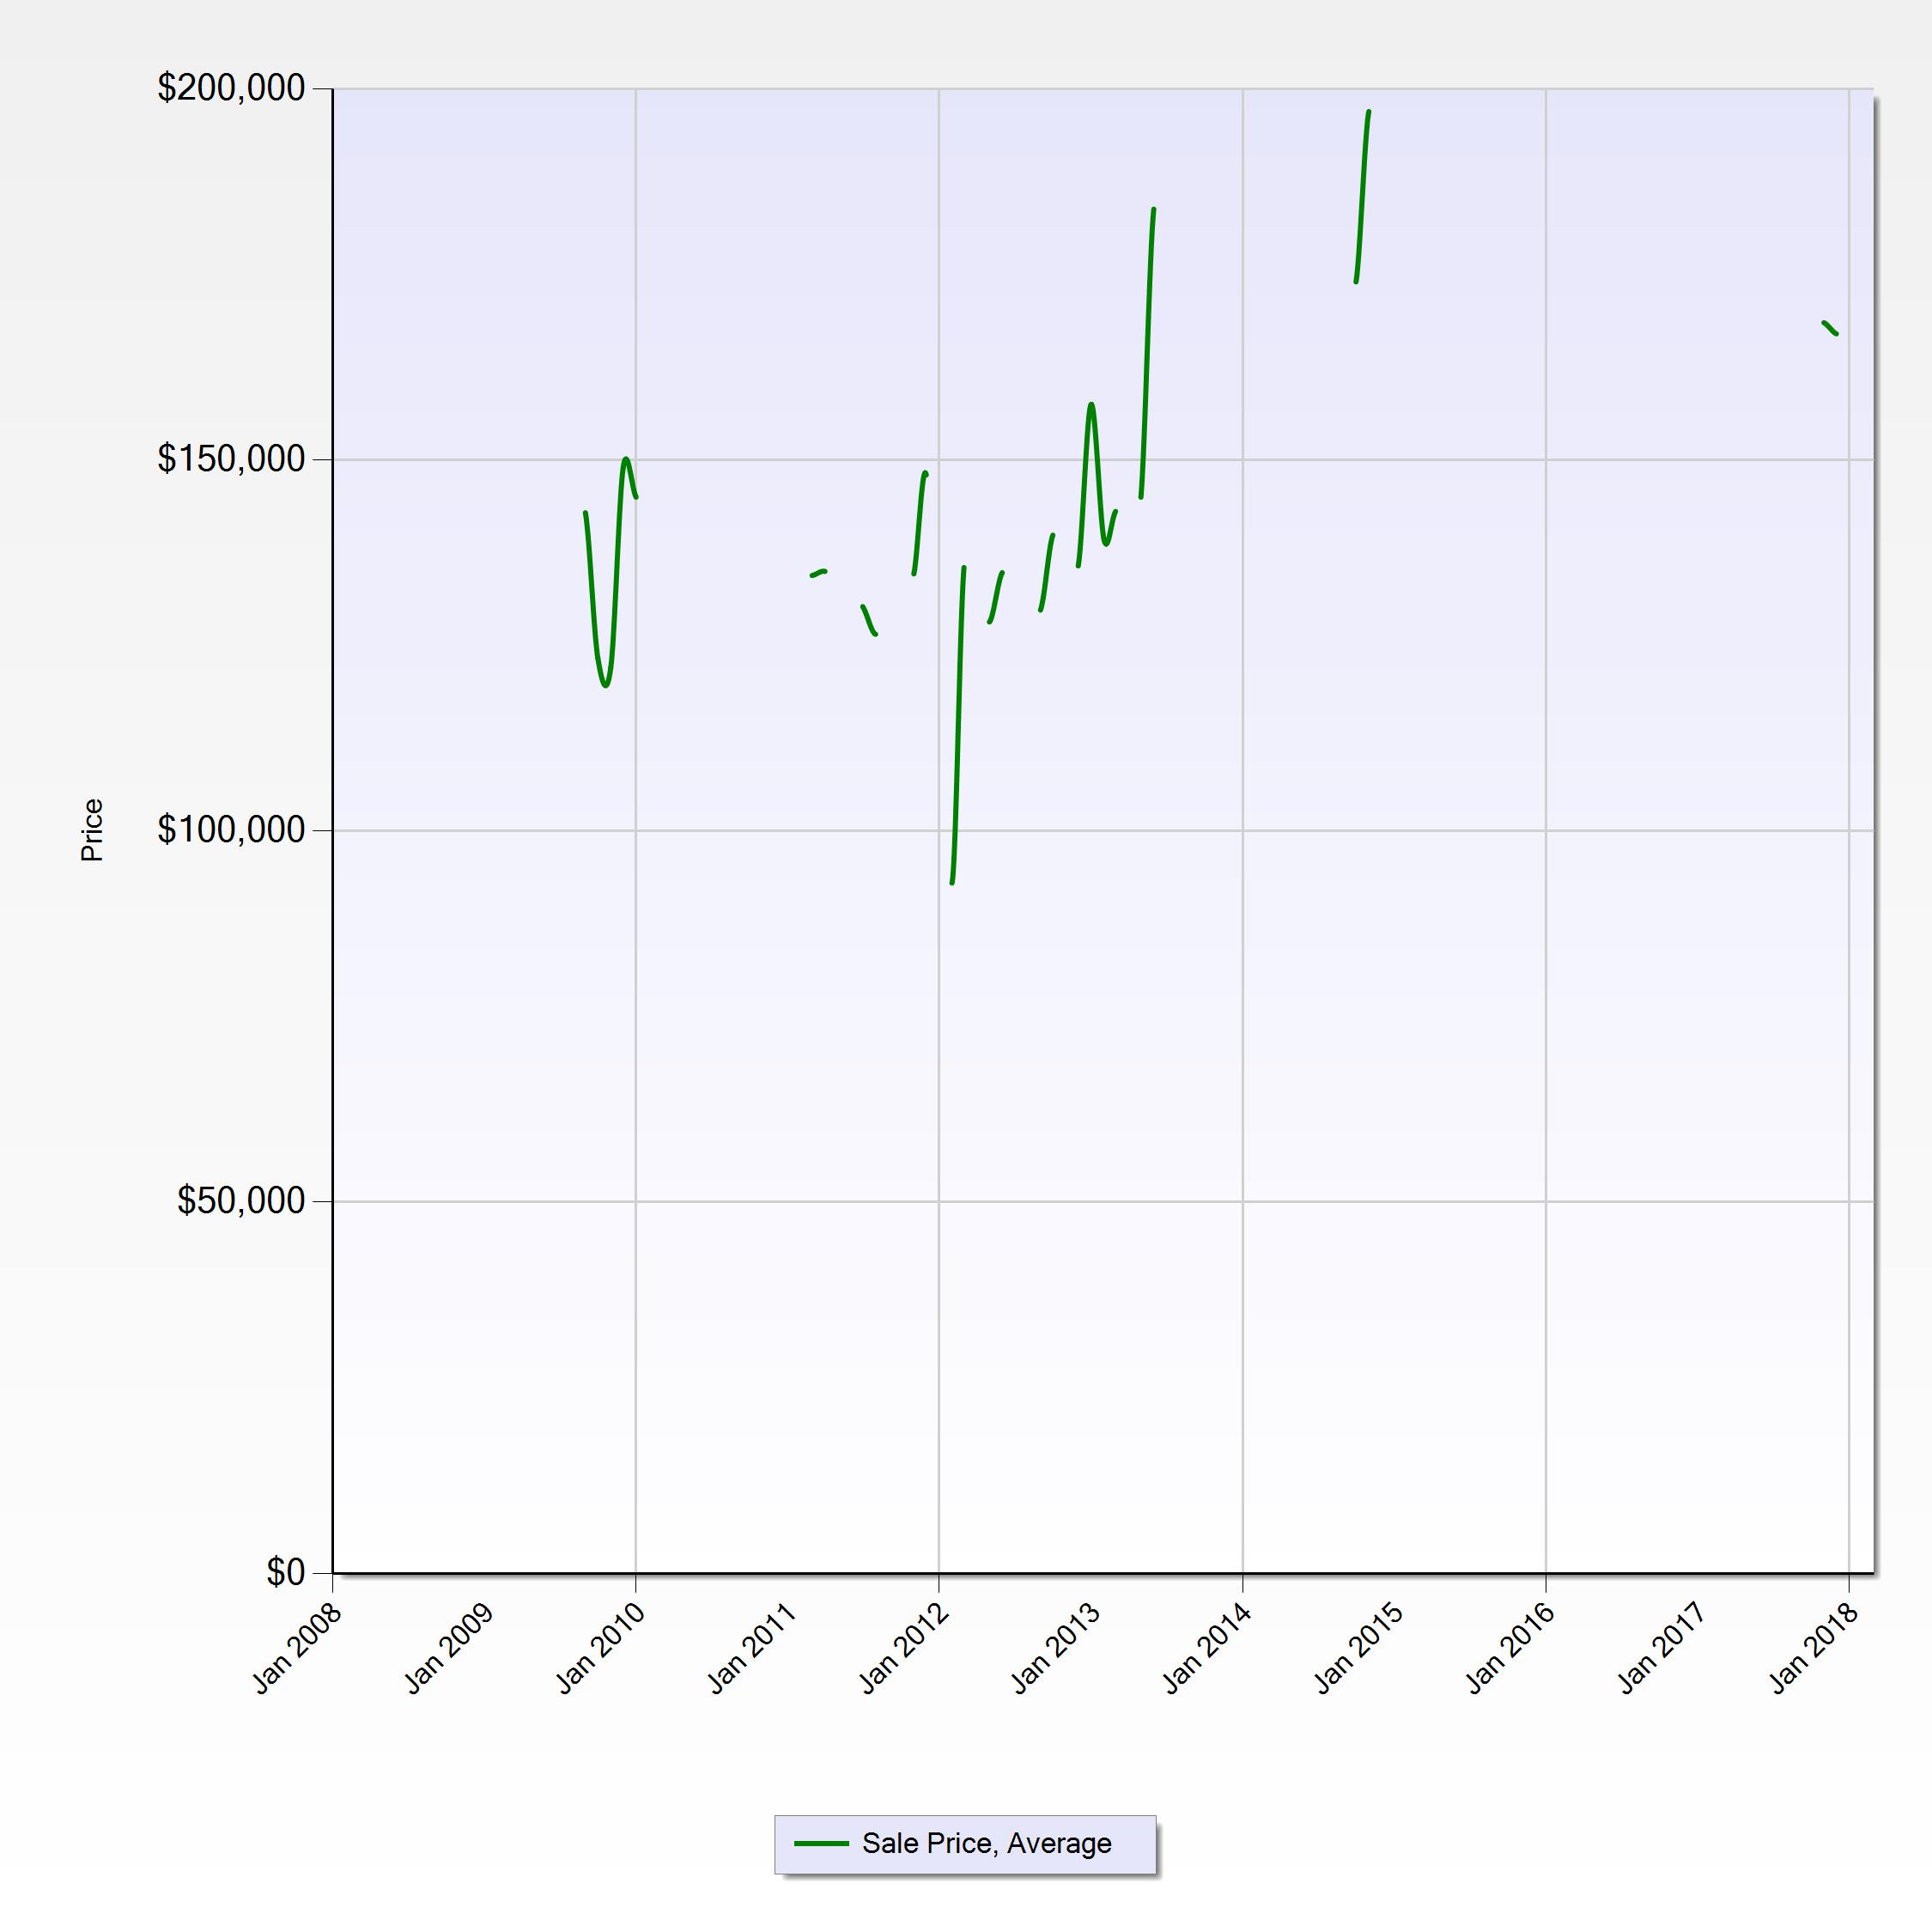 $200,000
$150,000
$100,000
$50,000
$0
Price
Jan 2008
Jan 2009
Jan 2010
Jan 2011
Jan 2012
Jan 2013
Jan 2014
Jan 2015
Jan 2016
Jan 2017
Jan 2018
Sale Price, Average